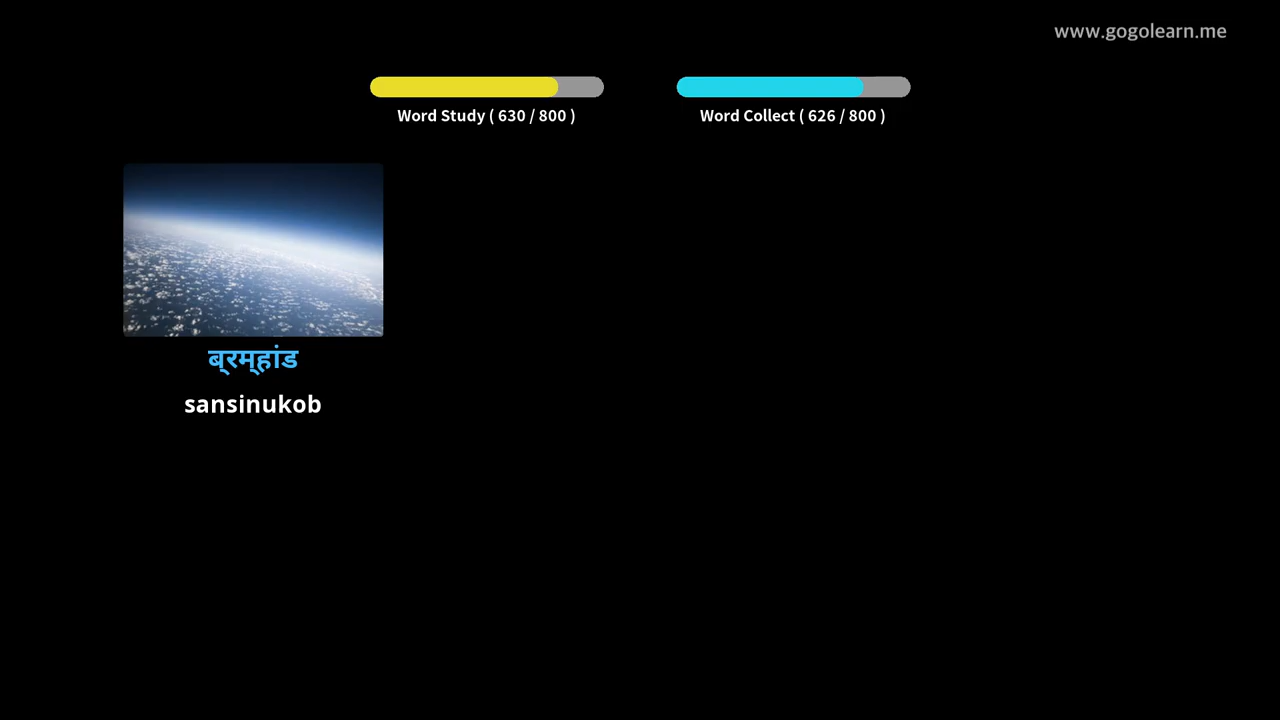 www.gogolearn.me
Word Study ( 630 / 800 )
Word Collect ( 626 / 800 )
ब्रम्हांड
sansinukob